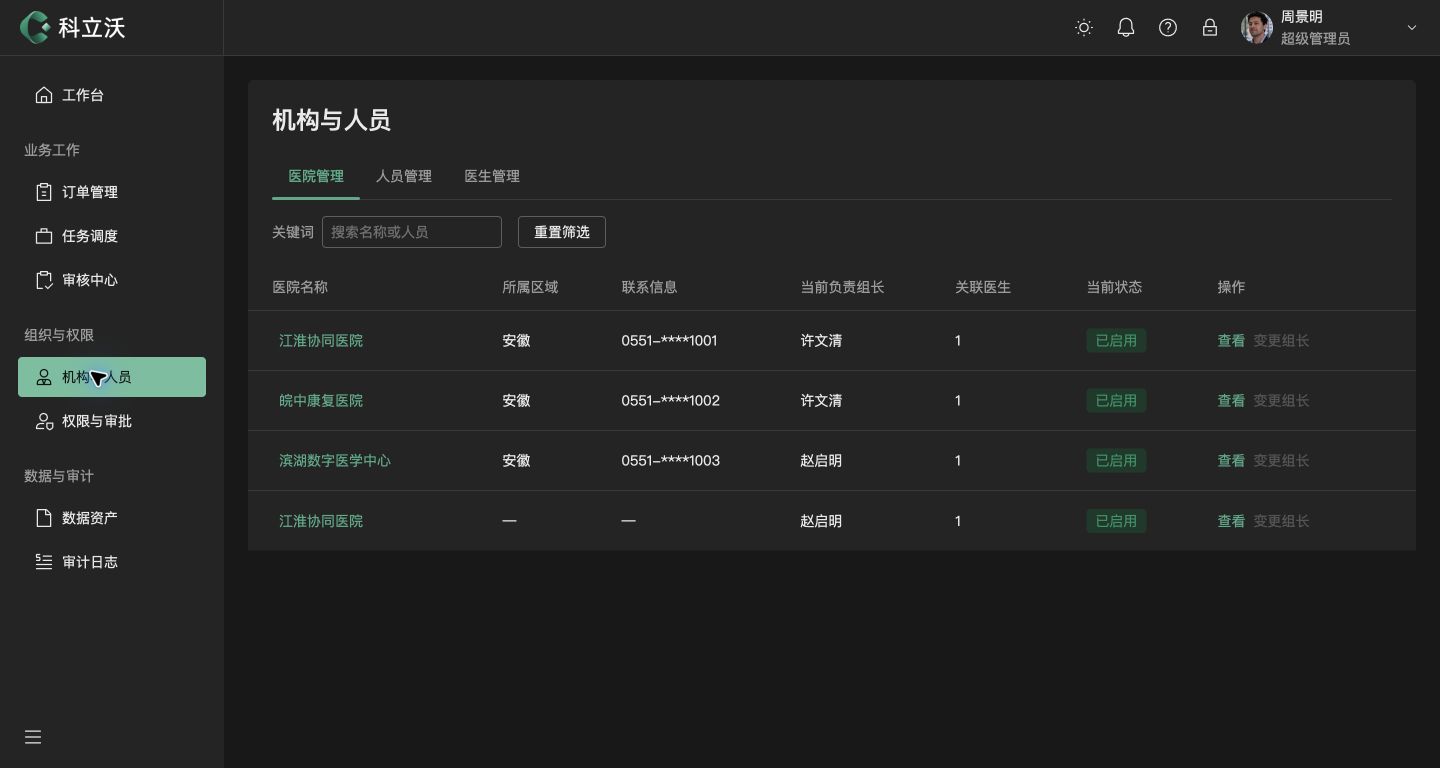 科立沃
周景明
超级管理员
工作台
业务工作
订单管理
任务调度
审核中心
组织与权限
机构 人员
权限与审批
数据与审计
数据资产
审计日志
机构与人员
医院管理 人员管理 医生管理
关键词 搜索名称或人员 重置筛选
医院名称 所属区域 联系信息 当前负责组长 关联医生 当前状态 操作
江淮协同医院 安徽 0551-****1001 许文清 1 已启用 查看 变更组长
皖中康复医院 安徽 0551-****1002 许文清 1 已启用 查看 变更组长
滨湖数字医学中心 安徽 0551-****1003 赵启明 1 已启用 查看 变更组长
江淮协同医院 — — 赵启明 1 已启用 查看 变更组长